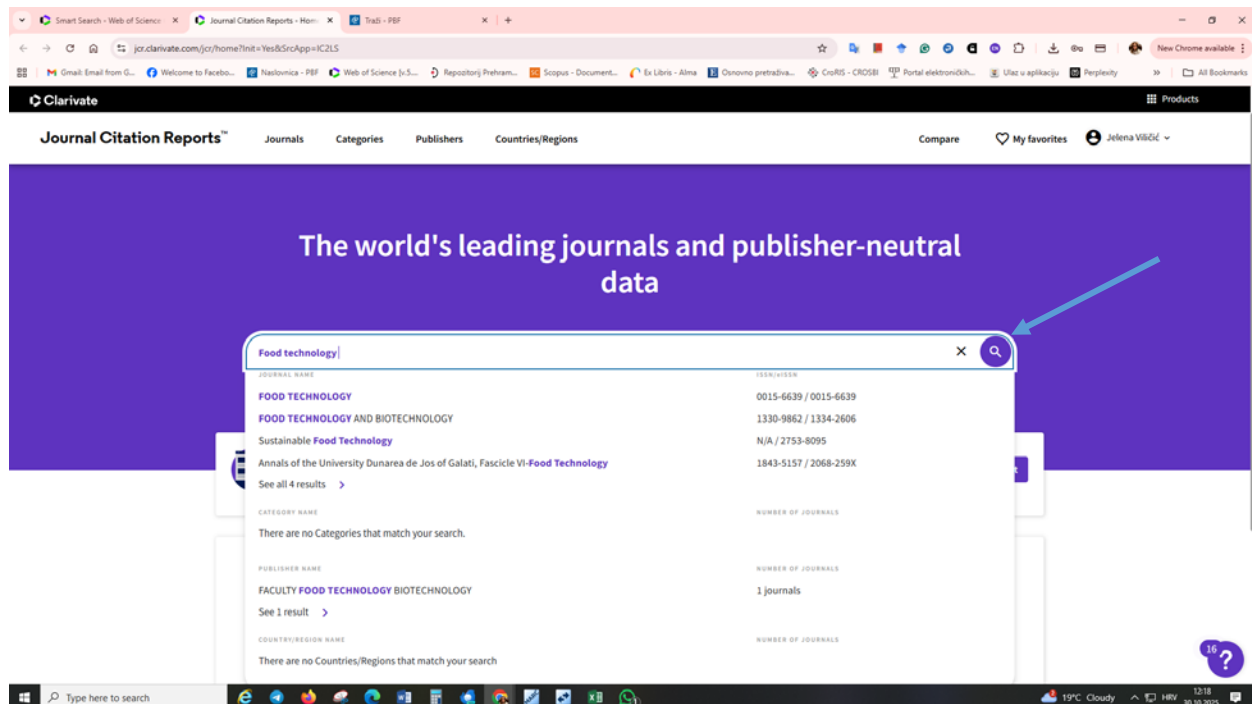 Smart Search - Web of Science
Journal Citation Reports - Hom
Traži - PBF
jcr.clarivate.com/jcr/home?Init=Yes&SrcApp=IC2LS
New Chrome available
Gmail: Email from G...
Welcome to Facebo...
Naslovnica - PBF
Web of Science [v.5...
Repozitorij Prehram...
Scopus - Document...
Ex Libris - Alma
Osnovno pretraživa...
CroRIS - CROSBI
Portal elektroničkih...
Ulaz u aplikaciju
Perplexity
All Bookmarks
Clarivate
Products
Journal Citation Reports™
Journals
Categories
Publishers
Countries/Regions
Compare
My favorites
Jelena Viličić
The world's leading journals and publisher-neutral
data
Food technology
JOURNAL NAME ISSN/eISSN
FOOD TECHNOLOGY 0015-6639 / 0015-6639
FOOD TECHNOLOGY AND BIOTECHNOLOGY 1330-9862 / 1334-2606
Sustainable Food Technology N/A / 2753-8095
Annals of the University Dunarea de Jos of Galati, Fascicle VI-Food Technology 1843-5157 / 2068-259X
See all 4 results
CATEGORY NAME NUMBER OF JOURNALS
There are no Categories that match your search.
PUBLISHER NAME NUMBER OF JOURNALS
FACULTY FOOD TECHNOLOGY BIOTECHNOLOGY 1 journals
See 1 result
COUNTRY/REGION NAME NUMBER OF JOURNALS
There are no Countries/Regions that match your search
16
?
Type here to search
19°C Cloudy
HRV
12:18
30.10.2025.